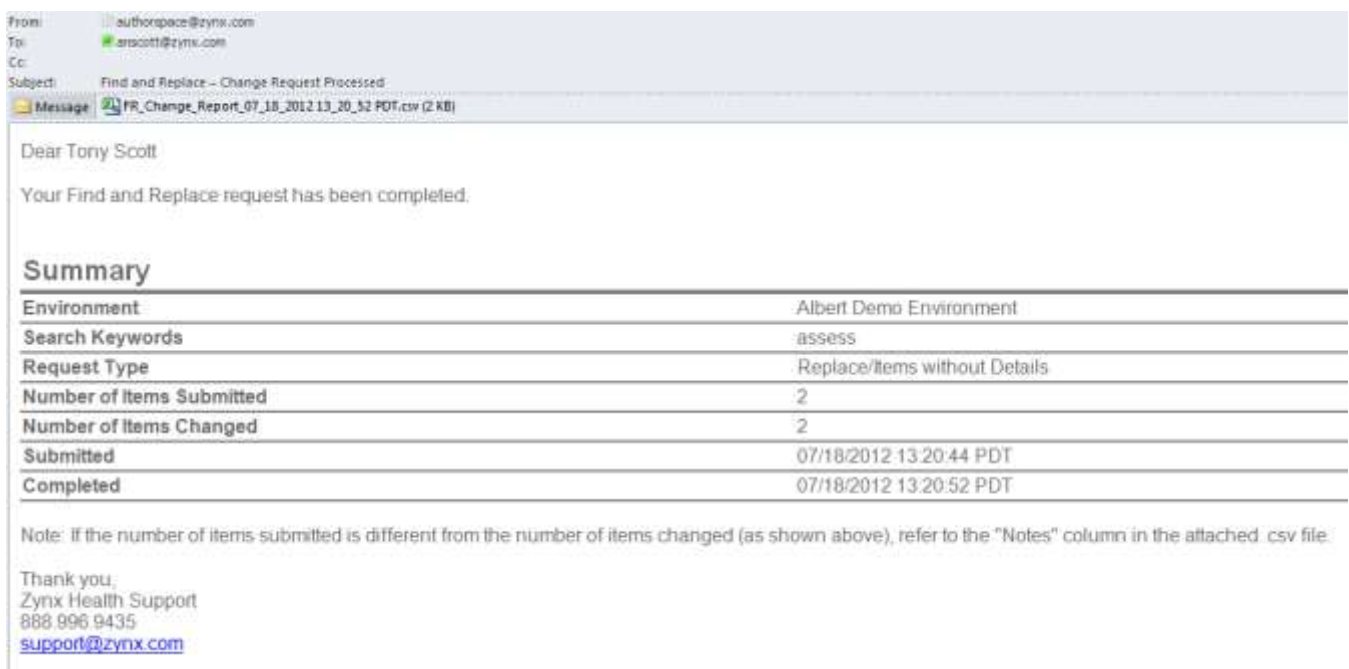 From: authorspace@zynx.com
To: anscott@zynx.com
Cc:
Subject: Find and Replace – Change Request Processed
Message FR_Change_Report_07_18_2012 13_20_52 PDT.csv (2 KB)
Dear Tony Scott
Your Find and Replace request has been completed.
Summary
Environment Albert Demo Environment
Search Keywords assess
Request Type Replace/Items without Details
Number of Items Submitted 2
Number of Items Changed 2
Submitted 07/18/2012 13:20:44 PDT
Completed 07/18/2012 13:20:52 PDT
Note: If the number of items submitted is different from the number of items changed (as shown above), refer to the "Notes" column in the attached .csv file.
Thank you,
Zynx Health Support
888.996.9435
support@zynx.com